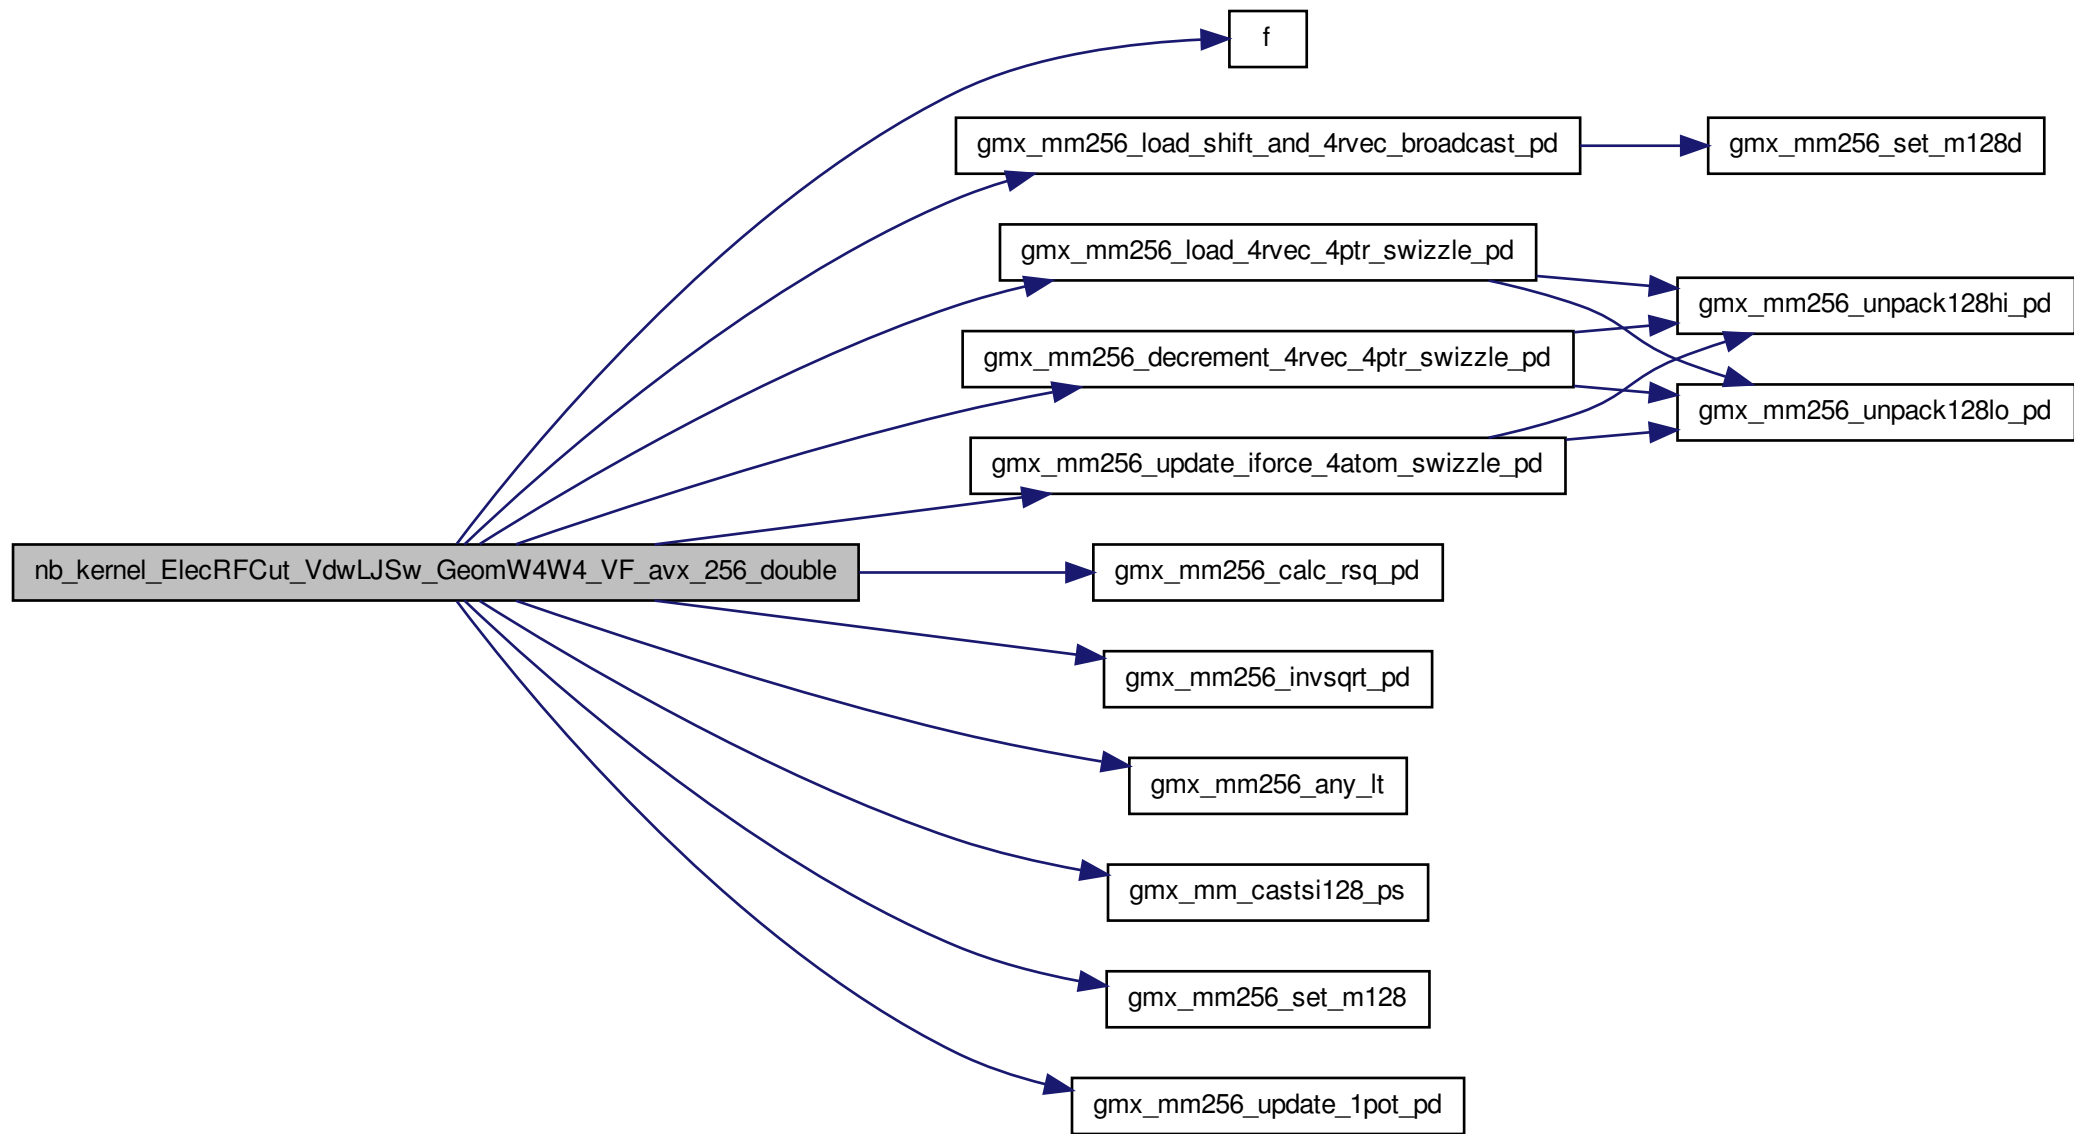 f
gmx_mm256_load_shift_and_4rvec_broadcast_pd
gmx_mm256_set_m128d
gmx_mm256_load_4rvec_4ptr_swizzle_pd
gmx_mm256_unpack128hi_pd
gmx_mm256_decrement_4rvec_4ptr_swizzle_pd
gmx_mm256_unpack128lo_pd
gmx_mm256_update_iforce_4atom_swizzle_pd
nb_kernel_ElecRFCut_VdwLJSw_GeomW4W4_VF_avx_256_double
gmx_mm256_calc_rsq_pd
gmx_mm256_invsqrt_pd
gmx_mm256_any_lt
gmx_mm_castsi128_ps
gmx_mm256_set_m128
gmx_mm256_update_1pot_pd